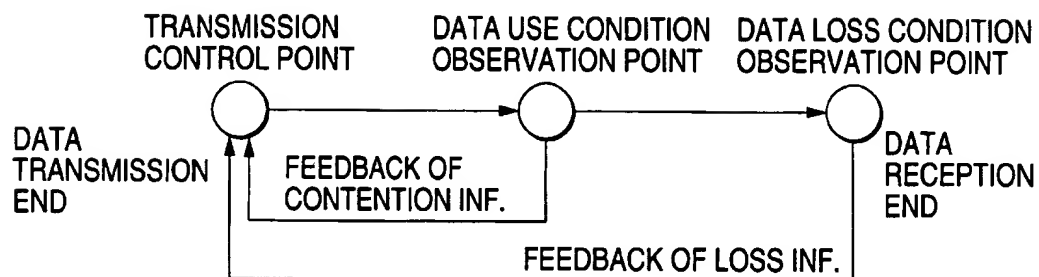 TRANSMISSION
CONTROL POINT
DATA USE CONDITION
OBSERVATION POINT
DATA LOSS CONDITION
OBSERVATION POINT
DATA
TRANSMISSION
END
FEEDBACK OF
CONTENTION INF.
DATA
RECEPTION
END
FEEDBACK OF LOSS INF.